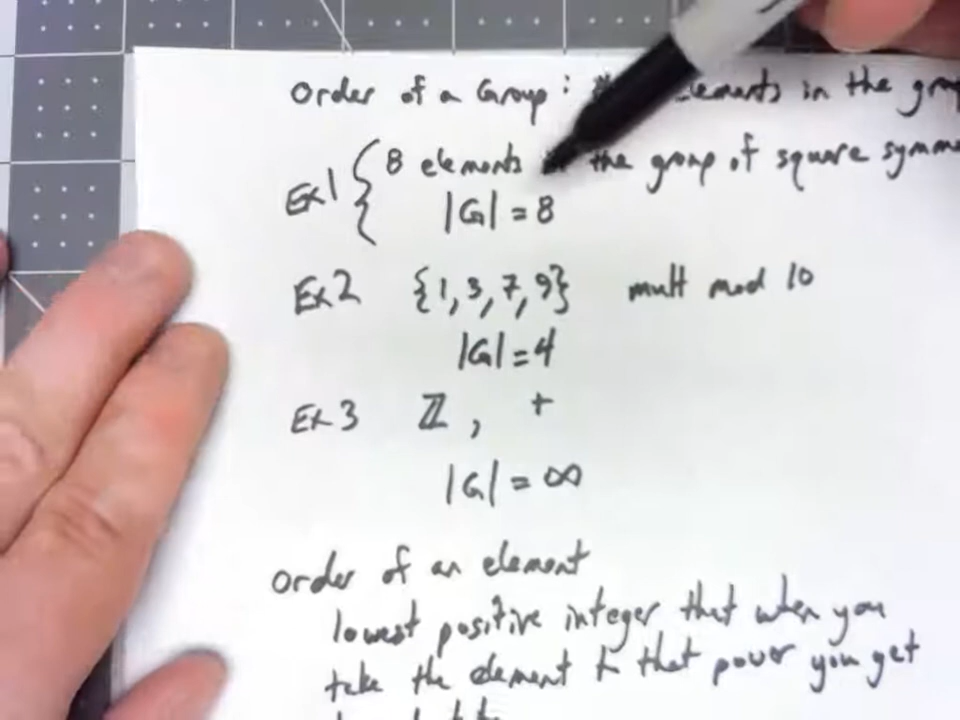 Order of a Group: # elements in the grou
Ex1 { 8 elements the group of square symme
|G| = 8
Ex2 {1,3,7,9} mult mod 10
|G| = 4
Ex3 ℤ, +
|G| = ∞
Order of an element
lowest positive integer that when you
take the element to that power you get